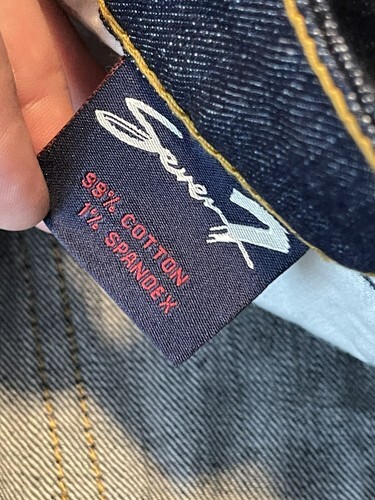 Seven7
98% COTTON
1% SPANDEX